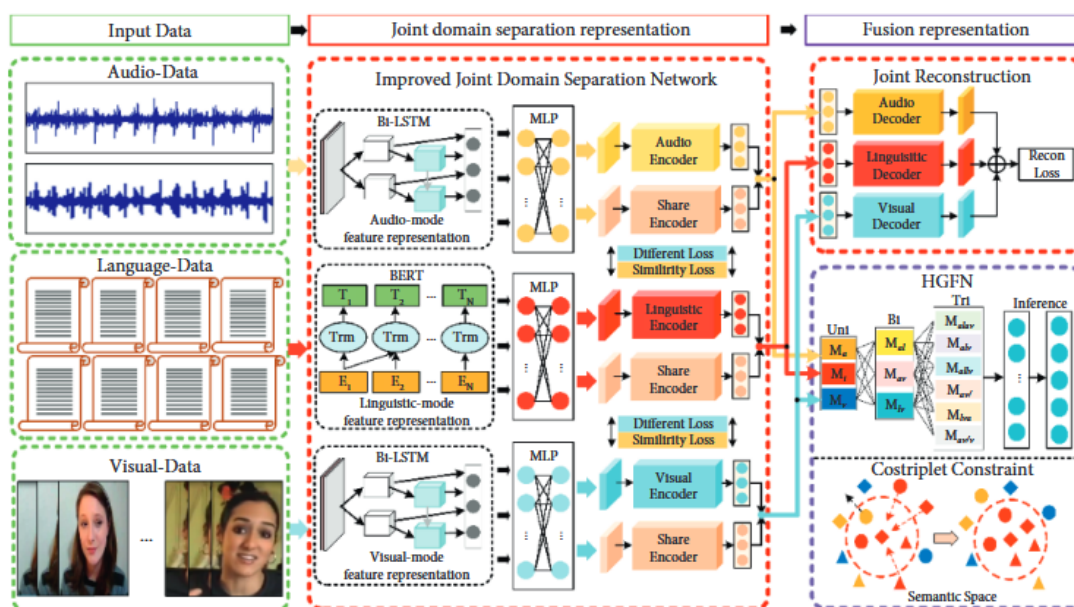 Input Data
Joint domain separation representation
Fusion representation
Audio-Data
Language-Data
Visual-Data
...
Improved Joint Domain Separation Network
Bi-LSTM
Audio-mode
feature representation
MLP
Audio
Encoder
Share
Encoder
Different Loss
Similirity Loss
BERT
T1 T2 ... TN
Trm Trm ... Trm
E1 E2 ... EN
Linguistic-mode
feature representation
MLP
Linguistic
Encoder
Share
Encoder
Different Loss
Similirity Loss
Bi-LSTM
Visual-mode
feature representation
MLP
Visual
Encoder
Share
Encoder
Joint Reconstruction
Audio
Decoder
Linguisitic
Decoder
Visual
Decoder
Recon
Loss
HGFN
Uni
Bi
Tri
Inference
Ma
Ml
Mv
Mal
Mav
Mlv
Malav
Malv
Costriplet Constraint
Semantic Space